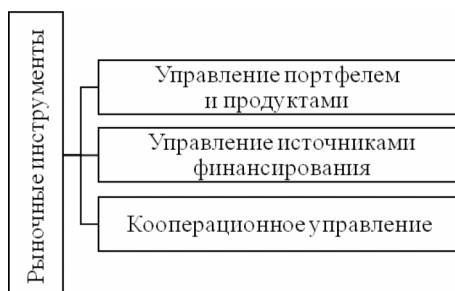 Рыночные инструменты
Управление портфелем
и продуктами
Управление источниками
финансирования
Кооперационное управление